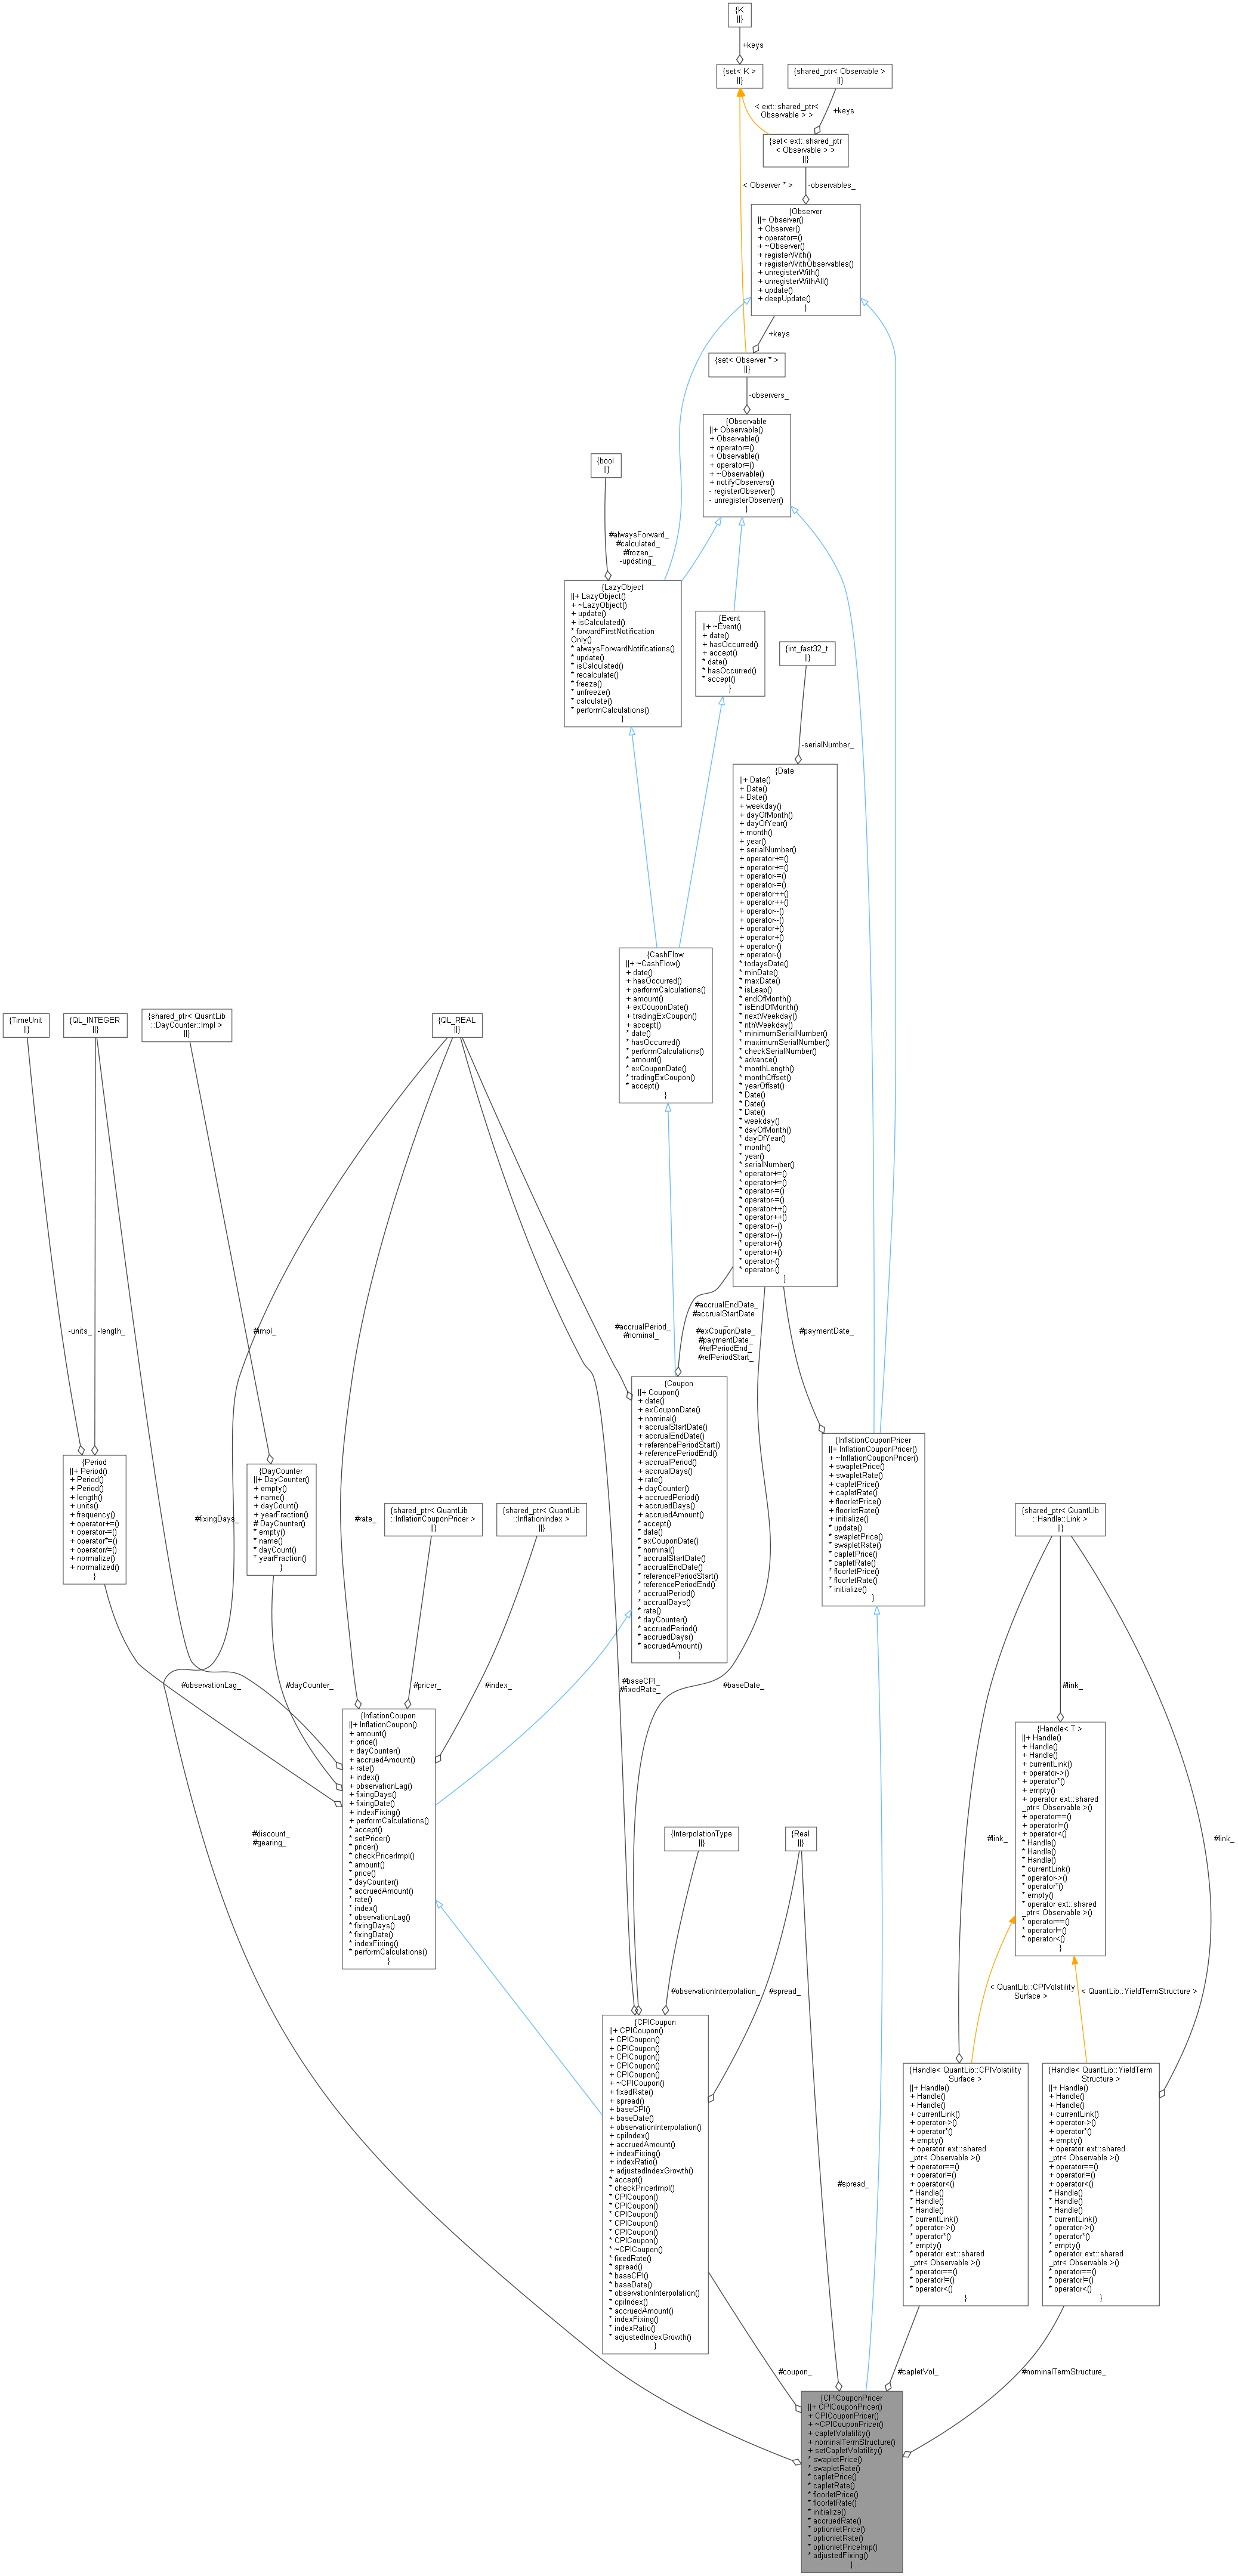 {K
||}
+keys
{set< K >
||}
{shared_ptr< Observable >
||}
< ext::shared_ptr<
Observable > >
+keys
{set< ext::shared_ptr
< Observable > >
||}
< Observer * >
-observables_
{Observer
||+ Observer()
+ Observer()
+ operator=()
+ ~Observer()
+ registerWith()
+ registerWithObservables()
+ unregisterWith()
+ unregisterWithAll()
+ update()
+ deepUpdate()
}
+keys
{set< Observer * >
||}
-observers_
{Observable
||+ Observable()
+ Observable()
+ operator=()
+ Observable()
+ operator=()
+ ~Observable()
+ notifyObservers()
- registerObserver()
- unregisterObserver()
}
{bool
||}
#alwaysForward_
#calculated_
#frozen_
-updating_
{LazyObject
||+ LazyObject()
+ ~LazyObject()
+ update()
+ isCalculated()
* forwardFirstNotification
Only()
* alwaysForwardNotifications()
* update()
* isCalculated()
* recalculate()
* freeze()
* unfreeze()
* calculate()
* performCalculations()
}
{Event
||+ ~Event()
+ date()
+ hasOccurred()
+ accept()
* date()
* hasOccurred()
* accept()
}
{int_fast32_t
||}
-serialNumber_
{Date
||+ Date()
+ Date()
+ Date()
+ weekday()
+ dayOfMonth()
+ dayOfYear()
+ month()
+ year()
+ serialNumber()
+ operator+=()
+ operator+=()
+ operator-=()
+ operator-=()
+ operator++()
+ operator++()
+ operator--()
+ operator--()
+ operator+()
+ operator+()
+ operator-()
+ operator-()
* todaysDate()
* minDate()
* maxDate()
* isLeap()
* endOfMonth()
* isEndOfMonth()
* nextWeekday()
* nthWeekday()
* minimumSerialNumber()
* maximumSerialNumber()
* checkSerialNumber()
* advance()
* monthLength()
* monthOffset()
* yearOffset()
* Date()
* Date()
* Date()
* weekday()
* dayOfMonth()
* dayOfYear()
* month()
* year()
* serialNumber()
* operator+=()
* operator+=()
* operator-=()
* operator-=()
* operator++()
* operator++()
* operator--()
* operator--()
* operator+()
* operator+()
* operator-()
* operator-()
}
{CashFlow
||+ ~CashFlow()
+ date()
+ hasOccurred()
+ performCalculations()
+ amount()
+ exCouponDate()
+ tradingExCoupon()
+ accept()
* date()
* hasOccurred()
* performCalculations()
* amount()
* exCouponDate()
* tradingExCoupon()
* accept()
}
{TimeUnit
||}
{QL_INTEGER
||}
{shared_ptr< QuantLib
::DayCounter::Impl >
||}
{QL_REAL
||}
-units_
-length_
#impl_
#accrualPeriod_
#nominal_
#accrualEndDate_
#accrualStartDate
_
#exCouponDate_
#paymentDate_
#refPeriodEnd_
#refPeriodStart_
#paymentDate_
{Coupon
||+ Coupon()
+ date()
+ exCouponDate()
+ nominal()
+ accrualStartDate()
+ accrualEndDate()
+ referencePeriodStart()
+ referencePeriodEnd()
+ accrualPeriod()
+ accrualDays()
+ rate()
+ dayCounter()
+ accruedPeriod()
+ accruedDays()
+ accruedAmount()
* accept()
* date()
* exCouponDate()
* nominal()
* accrualStartDate()
* accrualEndDate()
* referencePeriodStart()
* referencePeriodEnd()
* accrualPeriod()
* accrualDays()
* rate()
* dayCounter()
* accruedPeriod()
* accruedDays()
* accruedAmount()
}
{InflationCouponPricer
||+ InflationCouponPricer()
+ ~InflationCouponPricer()
+ swapletPrice()
+ swapletRate()
+ capletPrice()
+ capletRate()
+ floorletPrice()
+ floorletRate()
+ initialize()
* update()
* swapletPrice()
* swapletRate()
* capletPrice()
* capletRate()
* floorletPrice()
* floorletRate()
* initialize()
}
{Period
||+ Period()
+ Period()
+ Period()
+ length()
+ units()
+ frequency()
+ operator+=()
+ operator-=()
+ operator*=()
+ operator/=()
+ normalize()
+ normalized()
}
#fixingDays_
{DayCounter
||+ DayCounter()
+ empty()
+ name()
+ dayCount()
+ yearFraction()
# DayCounter()
* empty()
* name()
* dayCount()
* yearFraction()
}
#rate_
{shared_ptr< QuantLib
::InflationCouponPricer >
||}
{shared_ptr< QuantLib
::InflationIndex >
||}
{shared_ptr< QuantLib
::Handle::Link >
||}
#observationLag_
#dayCounter_
#pricer_
#index_
#baseCPI_
#fixedRate_
#baseDate_
#link_
{InflationCoupon
||+ InflationCoupon()
+ amount()
+ price()
+ dayCounter()
+ accruedAmount()
+ rate()
+ index()
+ observationLag()
+ fixingDays()
+ fixingDate()
+ indexFixing()
+ performCalculations()
* accept()
* setPricer()
* pricer()
* checkPricerImpl()
* amount()
* price()
* dayCounter()
* accruedAmount()
* rate()
* index()
* observationLag()
* fixingDays()
* fixingDate()
* indexFixing()
* performCalculations()
}
{Handle< T >
||+ Handle()
+ Handle()
+ Handle()
+ currentLink()
+ operator->()
+ operator*()
+ empty()
+ operator ext::shared
_ptr< Observable >()
+ operator==()
+ operator!=()
+ operator<()
* Handle()
* Handle()
* Handle()
* currentLink()
* operator->()
* operator*()
* empty()
* operator ext::shared
_ptr< Observable >()
* operator==()
* operator!=()
* operator<()
}
#discount_
#gearing_
{InterpolationType
||}
{Real
||}
#link_
#link_
#observationInterpolation_
#spread_
< QuantLib::CPIVolatility
Surface >
< QuantLib::YieldTermStructure >
{CPICoupon
||+ CPICoupon()
+ CPICoupon()
+ CPICoupon()
+ CPICoupon()
+ CPICoupon()
+ CPICoupon()
+ ~CPICoupon()
+ fixedRate()
+ spread()
+ baseCPI()
+ baseDate()
+ observationInterpolation()
+ cpiIndex()
+ accruedAmount()
+ indexFixing()
+ indexRatio()
+ adjustedIndexGrowth()
* accept()
* checkPricerImpl()
* CPICoupon()
* CPICoupon()
* CPICoupon()
* CPICoupon()
* CPICoupon()
* CPICoupon()
* ~CPICoupon()
* fixedRate()
* spread()
* baseCPI()
* baseDate()
* observationInterpolation()
* cpiIndex()
* accruedAmount()
* indexFixing()
* indexRatio()
* adjustedIndexGrowth()
}
#spread_
{Handle< QuantLib::CPIVolatility
Surface >
||+ Handle()
+ Handle()
+ Handle()
+ currentLink()
+ operator->()
+ operator*()
+ empty()
+ operator ext::shared
_ptr< Observable >()
+ operator==()
+ operator!=()
+ operator<()
* Handle()
* Handle()
* Handle()
* currentLink()
* operator->()
* operator*()
* empty()
* operator ext::shared
_ptr< Observable >()
* operator==()
* operator!=()
* operator<()
}
{Handle< QuantLib::YieldTerm
Structure >
||+ Handle()
+ Handle()
+ Handle()
+ currentLink()
+ operator->()
+ operator*()
+ empty()
+ operator ext::shared
_ptr< Observable >()
+ operator==()
+ operator!=()
+ operator<()
* Handle()
* Handle()
* Handle()
* currentLink()
* operator->()
* operator*()
* empty()
* operator ext::shared
_ptr< Observable >()
* operator==()
* operator!=()
* operator<()
}
#coupon_
#capletVol_
#nominalTermStructure_
{CPICouponPricer
||+ CPICouponPricer()
+ CPICouponPricer()
+ ~CPICouponPricer()
+ capletVolatility()
+ nominalTermStructure()
+ setCapletVolatility()
* swapletPrice()
* swapletRate()
* capletPrice()
* capletRate()
* floorletPrice()
* floorletRate()
* initialize()
* accruedRate()
* optionletPrice()
* optionletRate()
* optionletPriceImp()
* adjustedFixing()
}